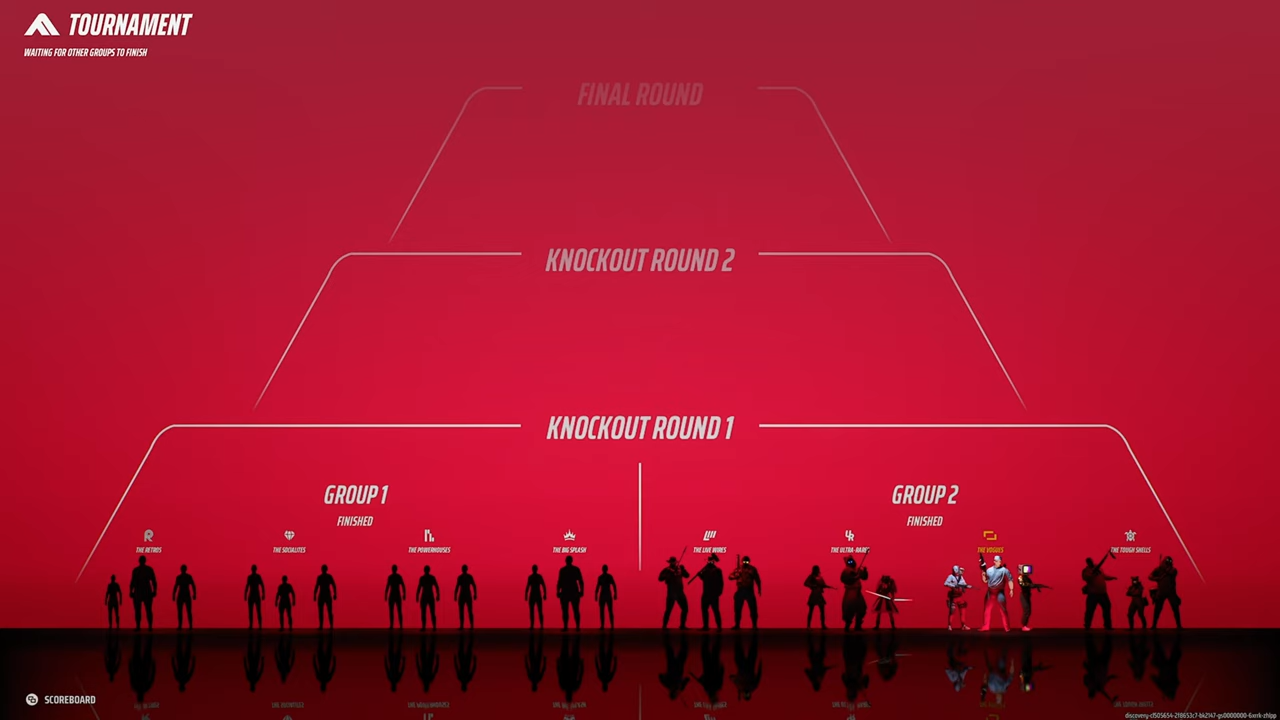 TOURNAMENT
WAITING FOR OTHER GROUPS TO FINISH
FINAL ROUND
KNOCKOUT ROUND 2
KNOCKOUT ROUND 1
GROUP 1
FINISHED
GROUP 2
FINISHED
THE RETROS
THE SOCIALITES
THE POWERHOUSES
THE BIG SPLASH
THE LIVE WIRES
THE ULTRA-RARES
THE VOGUES
THE TOUGH SHELLS
SCOREBOARD